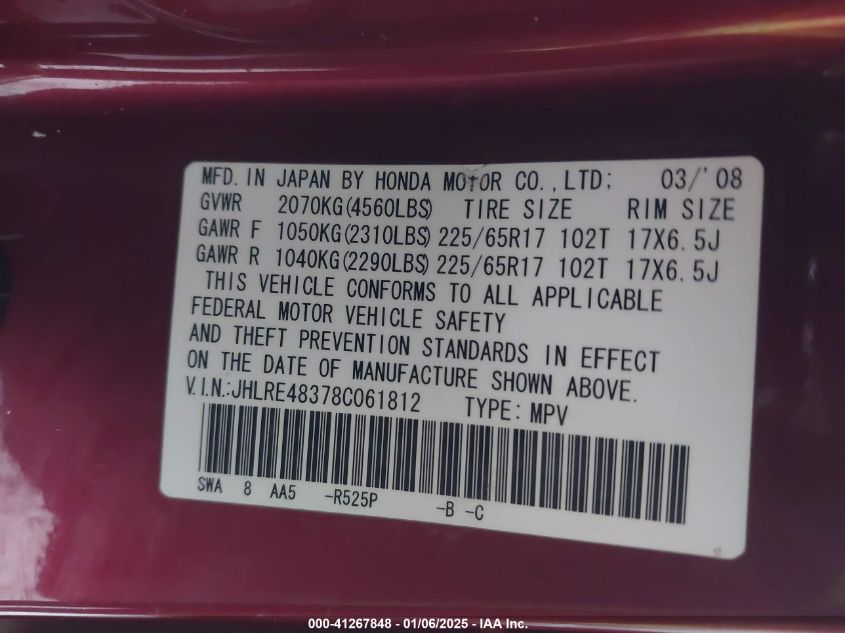 MFD. IN JAPAN BY HONDA MOTOR CO., LTD; 03/'08
GVWR 2070KG(4560LBS) TIRE SIZE RIM SIZE
GAWR F 1050KG(2310LBS) 225/65R17 102T 17X6.5J
GAWR R 1040KG(2290LBS) 225/65R17 102T 17X6.5J
THIS VEHICLE CONFORMS TO ALL APPLICABLE
FEDERAL MOTOR VEHICLE SAFETY
AND THEFT PREVENTION STANDARDS IN EFFECT
ON THE DATE OF MANUFACTURE SHOWN ABOVE.
V.I.N.:JHLRE48378C061812 TYPE: MPV
SWA 8 AA5 -R525P -B -C
000-41267848 - 01/06/2025 - IAA Inc.